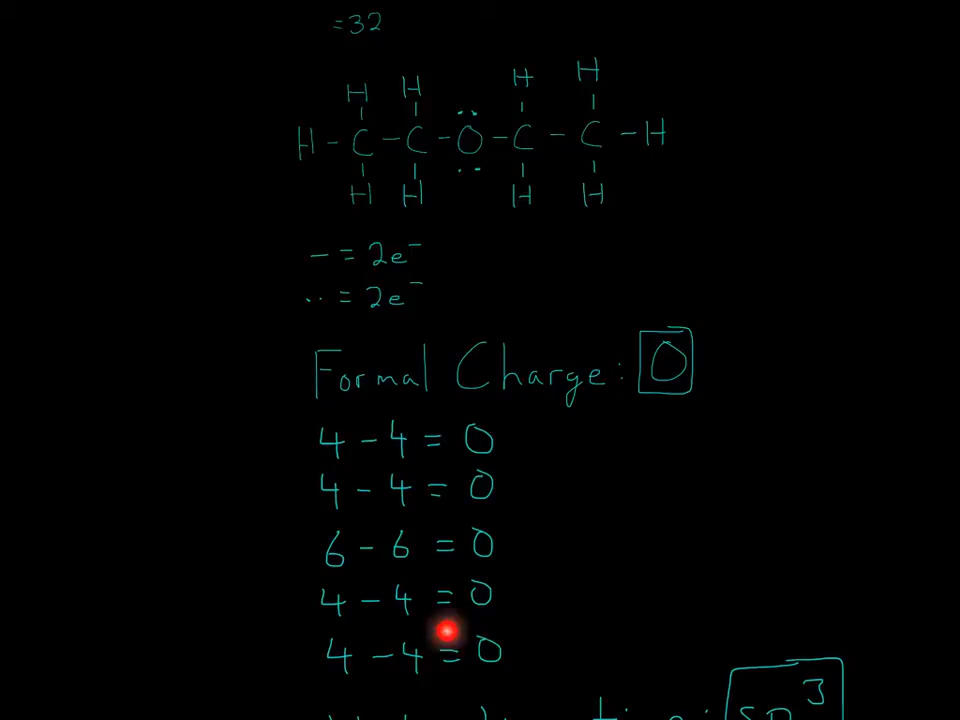 =32
H H H H
H - C - C - O - C - C - H
H H H H
— = 2e⁻
.. = 2e⁻
Formal Charge: 0
4 - 4 = 0
4 - 4 = 0
6 - 6 = 0
4 - 4 = 0
4 - 4 = 0
sp³